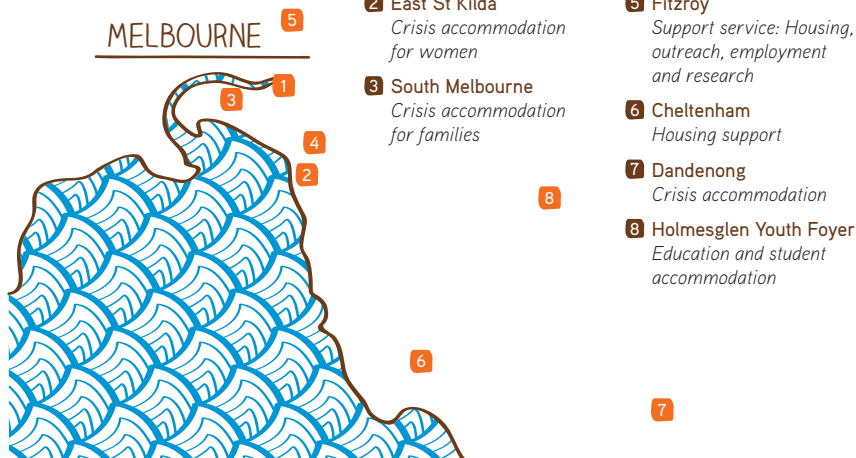 MELBOURNE
5
1
3
4
2
8
6
7
2 East St Kilda
Crisis accommodation
for women
3 South Melbourne
Crisis accommodation
for families
5 Fitzroy
Support service: Housing,
outreach, employment
and research
6 Cheltenham
Housing support
7 Dandenong
Crisis accommodation
8 Holmesglen Youth Foyer
Education and student
accommodation